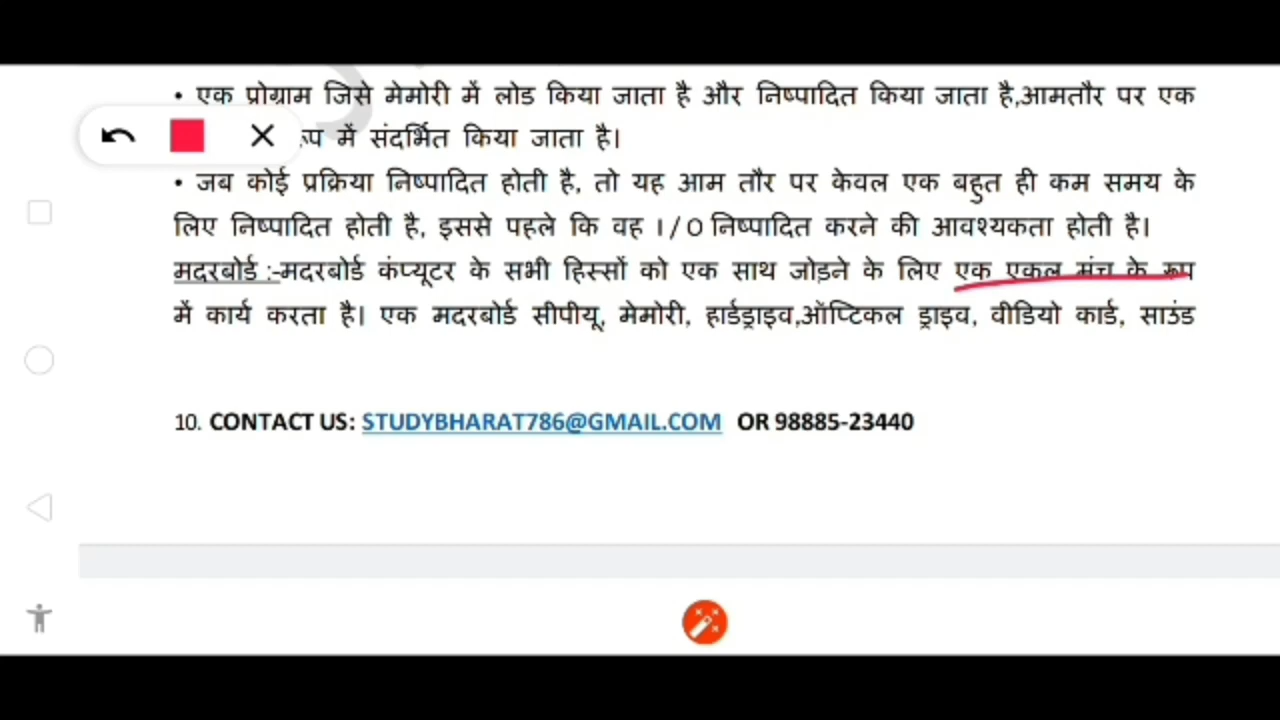 • एक प्रोग्राम जिसे मेमोरी में लोड किया जाता है और निष्पादित किया जाता है,आमतौर पर एक
में संदर्भित किया जाता है।
• जब कोई प्रक्रिया निष्पादित होती है, तो यह आम तौर पर केवल एक बहुत ही कम समय के
लिए निष्पादित होती है, इससे पहले कि वह I / O निष्पादित करने की आवश्यकता होती है।
मदरबोर्ड :-मदरबोर्ड कंप्यूटर के सभी हिस्सों को एक साथ जोड़ने के लिए एक एकल मंच के रूप
में कार्य करता है। एक मदरबोर्ड सीपीयू, मेमोरी, हार्डड्राइव,ऑप्टिकल ड्राइव, वीडियो कार्ड, साउंड
10. CONTACT US: STUDYBHARAT786@GMAIL.COM OR 98885-23440